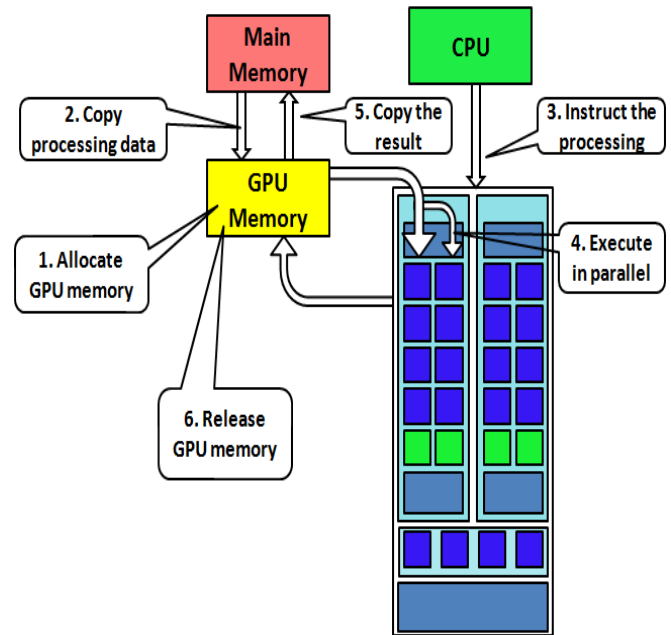 Main
Memory
CPU
2. Copy
processing data
5. Copy the
result
3. Instruct the
processing
GPU
Memory
1. Allocate
GPU memory
4. Execute
in parallel
6. Release
GPU memory